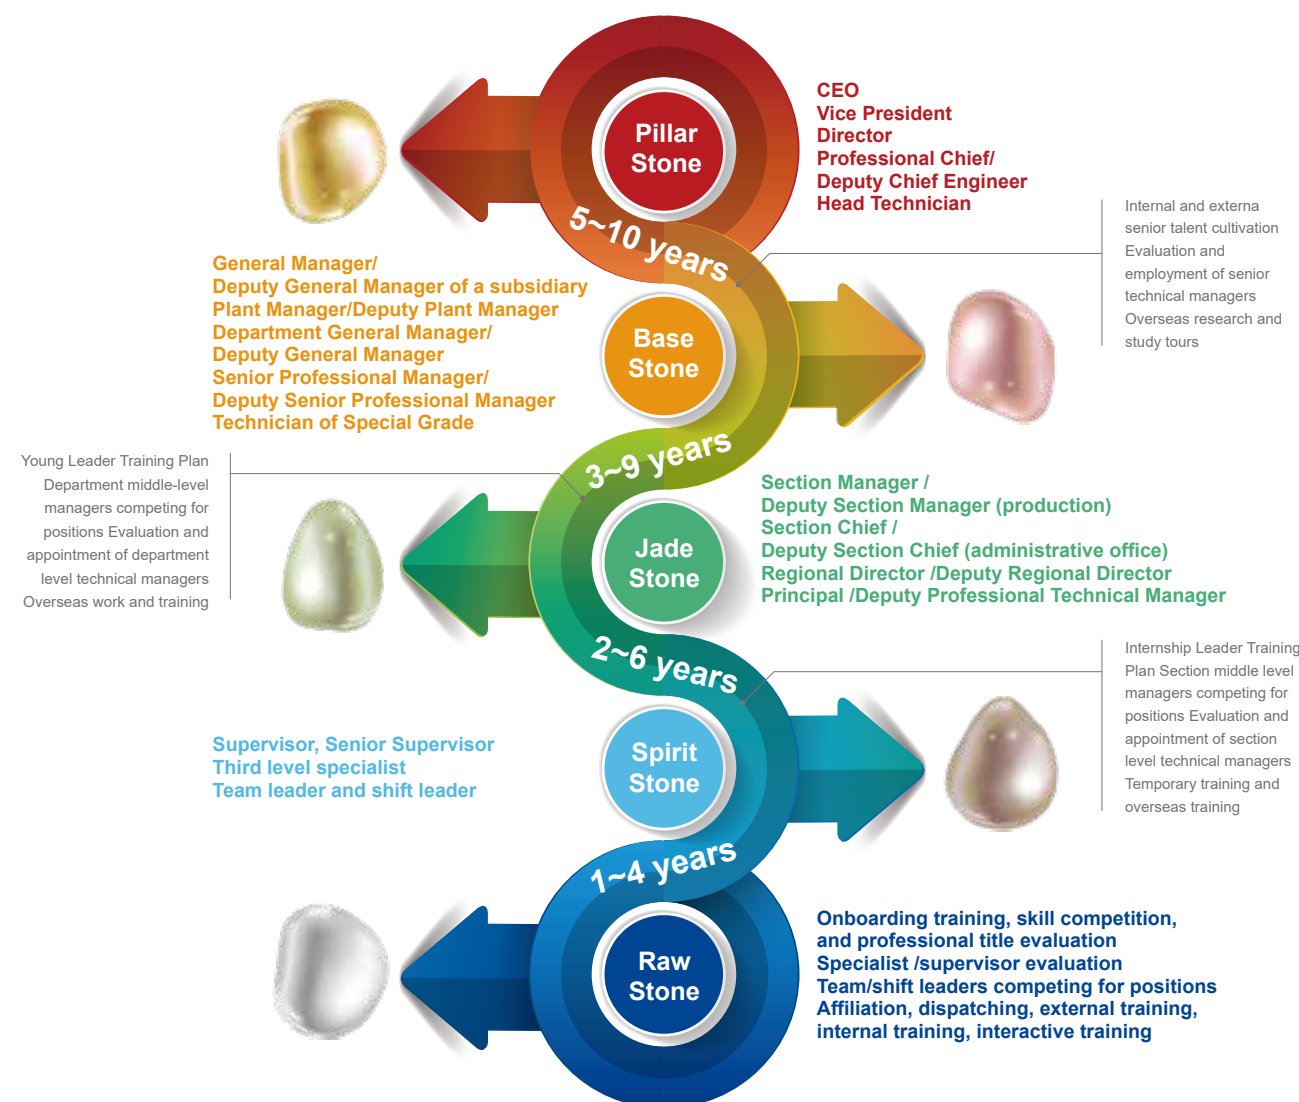 Pillar
Stone
CEO
Vice President
Director
Professional Chief/
Deputy Chief Engineer
Head Technician
5~10 years
Internal and externa
senior talent cultivation
Evaluation and
employment of senior
technical managers
Overseas research and
study tours
General Manager/
Deputy General Manager of a subsidiary
Plant Manager/Deputy Plant Manager
Department General Manager/
Deputy General Manager
Senior Professional Manager/
Deputy Senior Professional Manager
Technician of Special Grade
Base
Stone
3~9 years
Young Leader Training Plan
Department middle-level
managers competing for
positions Evaluation and
appointment of department
level technical managers
Overseas work and training
Jade
Stone
Section Manager /
Deputy Section Manager (production)
Section Chief /
Deputy Section Chief (administrative office)
Regional Director /Deputy Regional Director
Principal /Deputy Professional Technical Manager
2~6 years
Internship Leader Training
Plan Section middle level
managers competing for
positions Evaluation and
appointment of section
level technical managers
Temporary training and
overseas training
Supervisor, Senior Supervisor
Third level specialist
Team leader and shift leader
Spirit
Stone
1~4 years
Raw
Stone
Onboarding training, skill competition,
and professional title evaluation
Specialist /supervisor evaluation
Team/shift leaders competing for positions
Affiliation, dispatching, external training,
internal training, interactive training